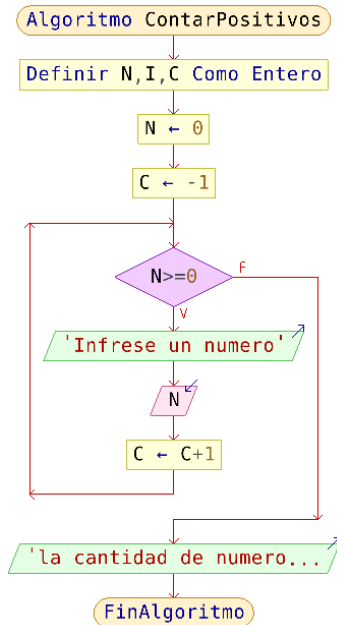 Algoritmo ContarPositivos
Definir N,I,C Como Entero
N ← 0
C ← -1
N>=0
F
V
'Infrese un numero'
N
C ← C+1
'la cantidad de numero...
FinAlgoritmo